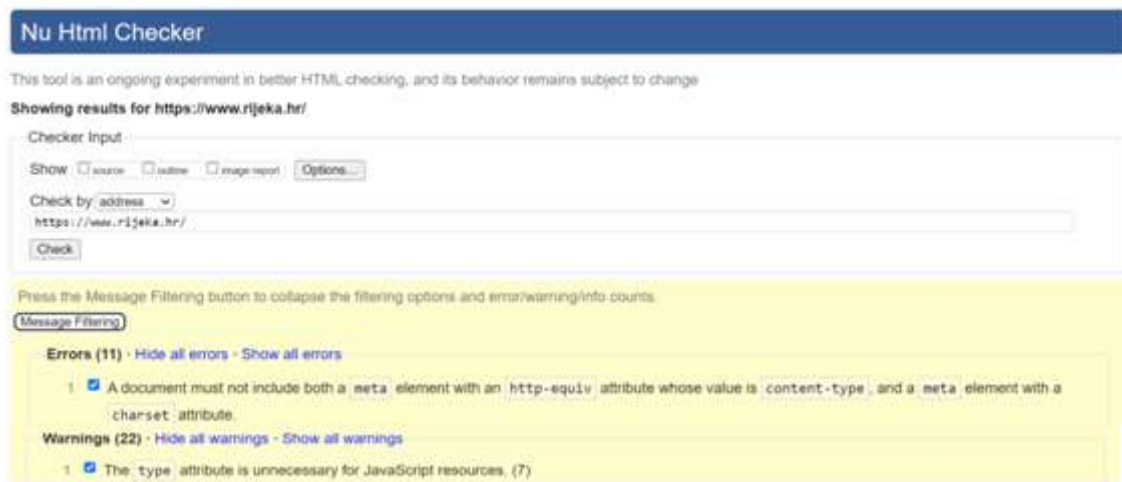 Nu Html Checker
This tool is an ongoing experiment in better HTML checking, and its behavior remains subject to change
Showing results for https://www.rijeka.hr/
Checker Input
Show source outline image report Options...
Check by address
https://www.rijeka.hr/
Check
Press the Message Filtering button to collapse the filtering options and error/warning/info counts.
Message Filtering
Errors (11) · Hide all errors · Show all errors
1 A document must not include both a meta element with an http-equiv attribute whose value is content-type, and a meta element with a
charset attribute.
Warnings (22) · Hide all warnings · Show all warnings
1 The type attribute is unnecessary for JavaScript resources. (7)